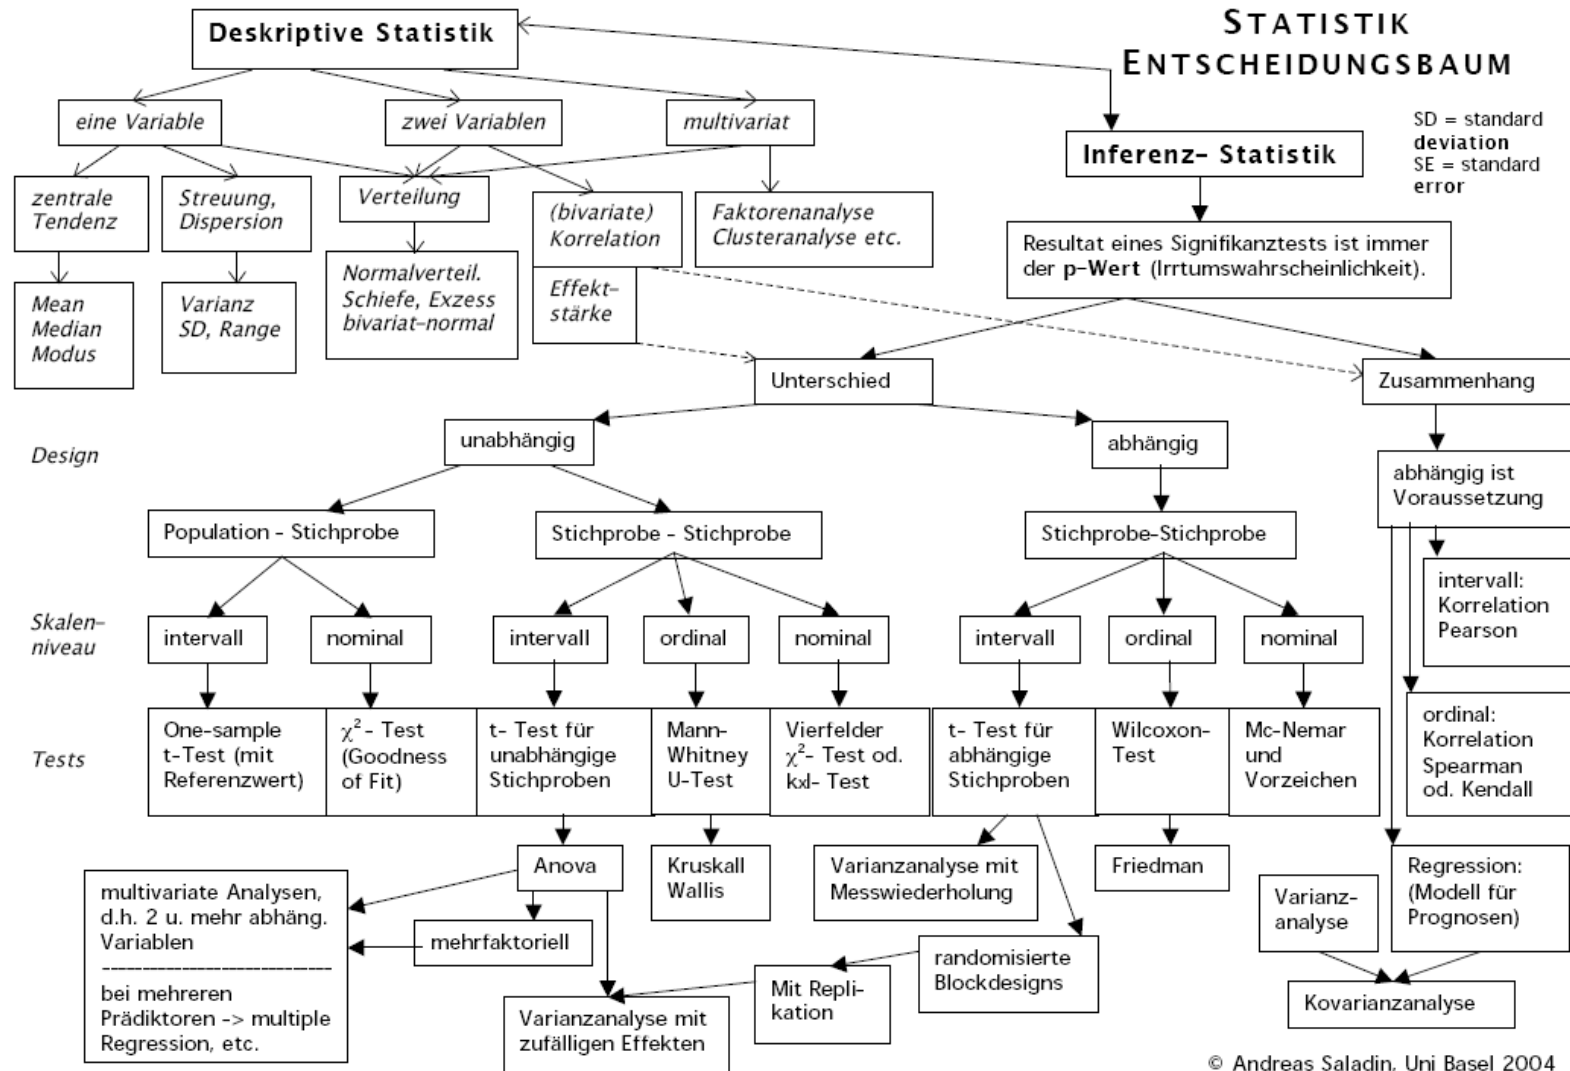 Deskriptive Statistik
STATISTIK
ENTSCHEIDUNGSBAUM
eine Variable
zwei Variablen
multivariat
SD = standard
deviation
SE = standard
error
Inferenz- Statistik
zentrale
Tendenz
Streuung,
Dispersion
Verteilung
(bivariate)
Korrelation
Faktorenanalyse
Clusteranalyse etc.
Resultat eines Signifikanztests ist immer
der p-Wert (Irrtumswahrscheinlichkeit).
Mean
Median
Modus
Varianz
SD, Range
Normalverteil.
Schiefe, Exzess
bivariat-normal
Effekt-
stärke
Unterschied
Zusammenhang
Design
unabhängig
abhängig
abhängig ist
Voraussetzung
Population - Stichprobe
Stichprobe - Stichprobe
Stichprobe-Stichprobe
Skalen-
niveau
intervall
nominal
intervall
ordinal
nominal
intervall
ordinal
nominal
intervall:
Korrelation
Pearson
Tests
One-sample
t-Test (mit
Referenzwert)
χ²- Test
(Goodness
of Fit)
t- Test für
unabhängige
Stichproben
Mann-
Whitney
U-Test
Vierfelder
χ²- Test od.
kxl- Test
t- Test für
abhängige
Stichproben
Wilcoxon-
Test
Mc-Nemar
und
Vorzeichen
ordinal:
Korrelation
Spearman
od. Kendall
Anova
Kruskall
Wallis
Varianzanalyse mit
Messwiederholung
Friedman
Regression:
(Modell für
Prognosen)
Varianz-
analyse
multivariate Analysen,
d.h. 2 u. mehr abhäng.
Variablen
-----------------------------
bei mehreren
Prädiktoren -> multiple
Regression, etc.
mehrfaktoriell
randomisierte
Blockdesigns
Mit Repli-
kation
Varianzanalyse mit
zufälligen Effekten
Kovarianzanalyse
© Andreas Saladin, Uni Basel 2004